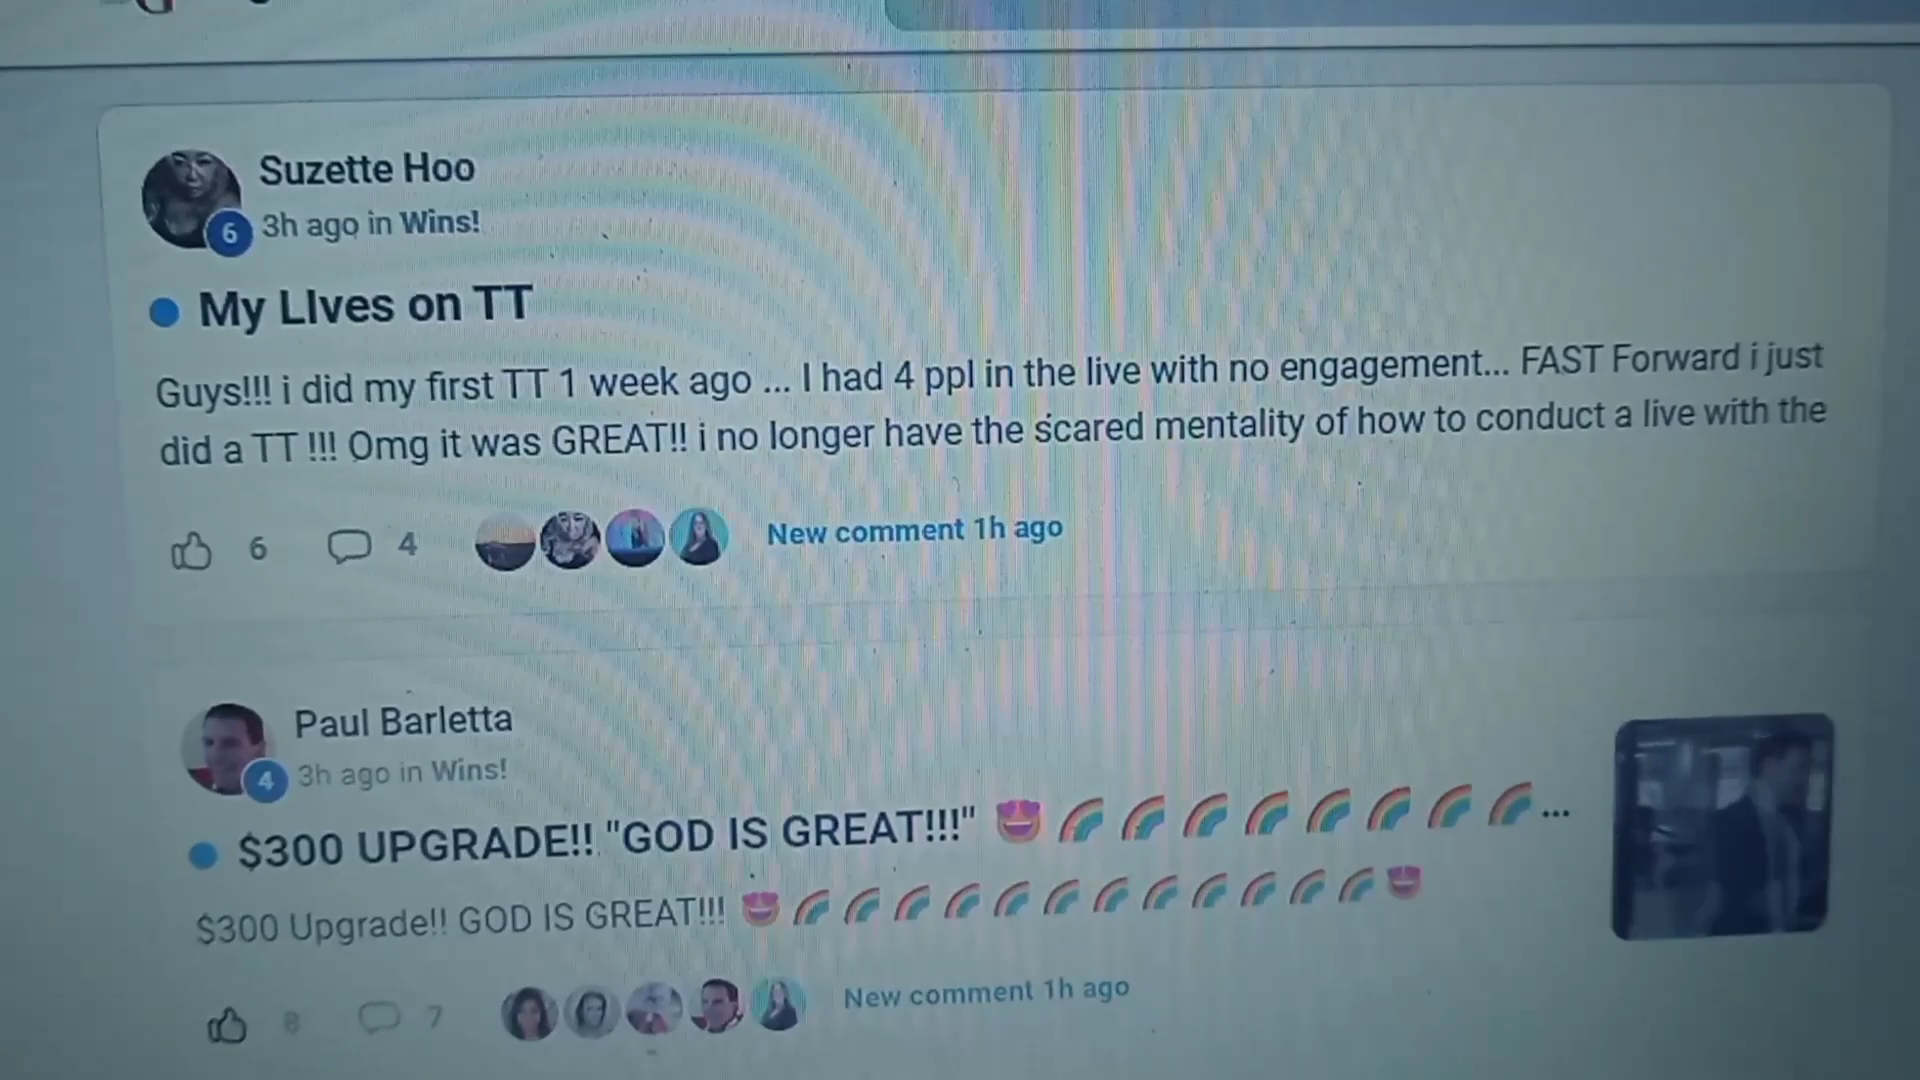 Suzette Hoo
6
3h ago in Wins!
My LIves on TT
Guys!!! i did my first TT 1 week ago ... I had 4 ppl in the live with no engagement... FAST Forward i just
did a TT !!! Omg it was GREAT!! i no longer have the scared mentality of how to conduct a live with the
6 4 New comment 1h ago
Paul Barletta
4
3h ago in Wins!
$300 UPGRADE!! "GOD IS GREAT!!!" 😍🌈🌈🌈🌈🌈🌈🌈🌈...
$300 Upgrade!! GOD IS GREAT!!! 😍🌈🌈🌈🌈🌈🌈🌈🌈🌈🌈🌈🌈😍
8 7 New comment 1h ago